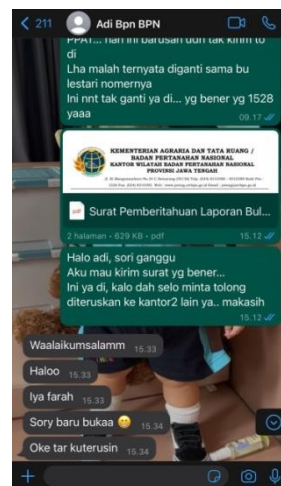 211
Adi Bpn BPN
PPAT... hari ini barusan udh tak kirim to
di
Lha malah ternyata diganti sama bu
lestari nomernya
Ini nnt tak ganti ya di... yg bener yg 1528
yaaa
09.17
KEMENTERIAN AGRARIA DAN TATA RUANG /
BADAN PERTANAHAN NASIONAL
KANTOR WILAYAH BADAN PERTANAHAN NASIONAL
PROVINSI JAWA TENGAH
pdf
Surat Pemberitahuan Laporan Bul...
2 halaman • 629 KB • pdf
15.12
Halo adi, sori ganggu
Aku mau kirim surat yg bener...
Ini ya di, kalo dah selo minta tolong
diteruskan ke kantor2 lain ya.. makasih
15.12
Waalaikumsalamm 15.33
Haloo 15.33
Iya farah 15.33
Sory baru bukaa 😁 15.34
Oke tar kuterusin 15.34